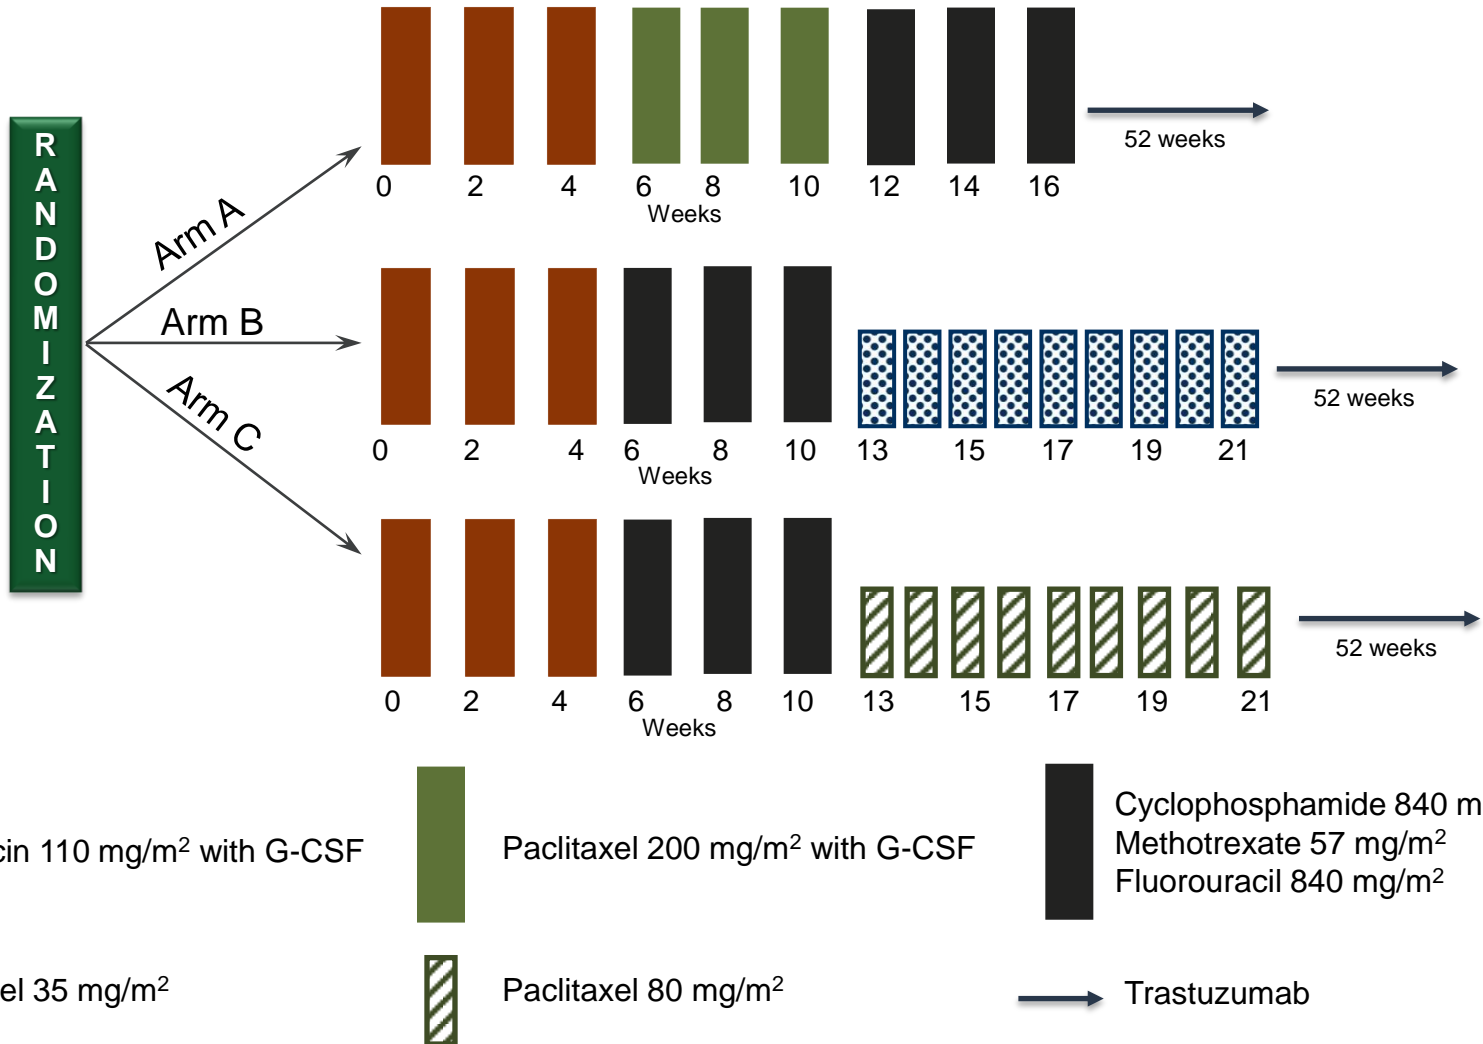 RANDOMIZATION
Arm A
0 2 4 6 8 10 12 14 16
Weeks
52 weeks
Arm B
0 2 4 6 8 10 13 15 17 19 21
Weeks
52 weeks
Arm C
0 2 4 6 8 10 13 15 17 19 21
Weeks
52 weeks
cin 110 mg/m² with G-CSF
Paclitaxel 200 mg/m² with G-CSF
Cyclophosphamide 840 m
Methotrexate 57 mg/m²
Fluorouracil 840 mg/m²
el 35 mg/m²
Paclitaxel 80 mg/m²
Trastuzumab